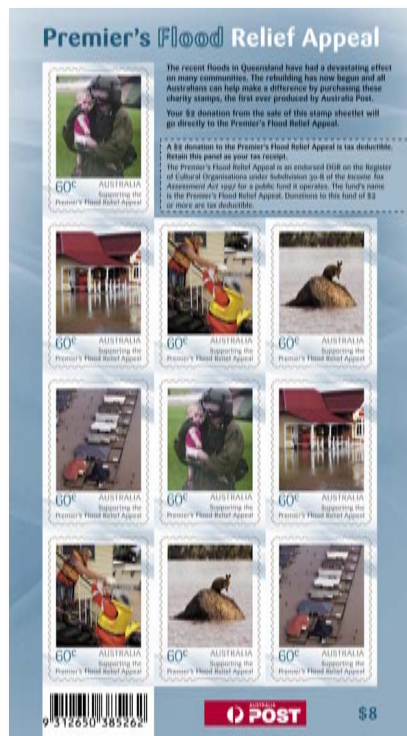 Premier's Flood Relief Appeal
The recent floods in Queensland have had a devastating effect
on many communities. The rebuilding has now begun and all
Australians can help make a difference by purchasing these
charity stamps, the first ever produced by Australia Post.
Your $2 donation from the sale of this stamp sheetlet will
go directly to the Premier's Flood Relief Appeal.
A $2 donation to the Premier's Flood Relief Appeal is tax deductible.
Retain this panel as your tax receipt.
The Premier's Flood Relief Appeal is an endorsed DGR on the Register
of Cultural Organisations under Subdivision 30-B of the Income Tax
Assessment Act 1997 for a public fund it operates. The fund's name
is the Premier's Flood Relief Appeal. Donations to this fund of $2
or more are tax deductible.
60c AUSTRALIA
Supporting the
Premier's Flood Relief Appeal
60c AUSTRALIA
Supporting the
Premier's Flood Relief Appeal
60c AUSTRALIA
Supporting the
Premier's Flood Relief Appeal
60c AUSTRALIA
Supporting the
Premier's Flood Relief Appeal
60c AUSTRALIA
Supporting the
Premier's Flood Relief Appeal
60c AUSTRALIA
Supporting the
Premier's Flood Relief Appeal
60c AUSTRALIA
Supporting the
Premier's Flood Relief Appeal
60c AUSTRALIA
Supporting the
Premier's Flood Relief Appeal
60c AUSTRALIA
Supporting the
Premier's Flood Relief Appeal
60c AUSTRALIA
Supporting the
Premier's Flood Relief Appeal
9 312650 385262
AUSTRALIA
POST
$8